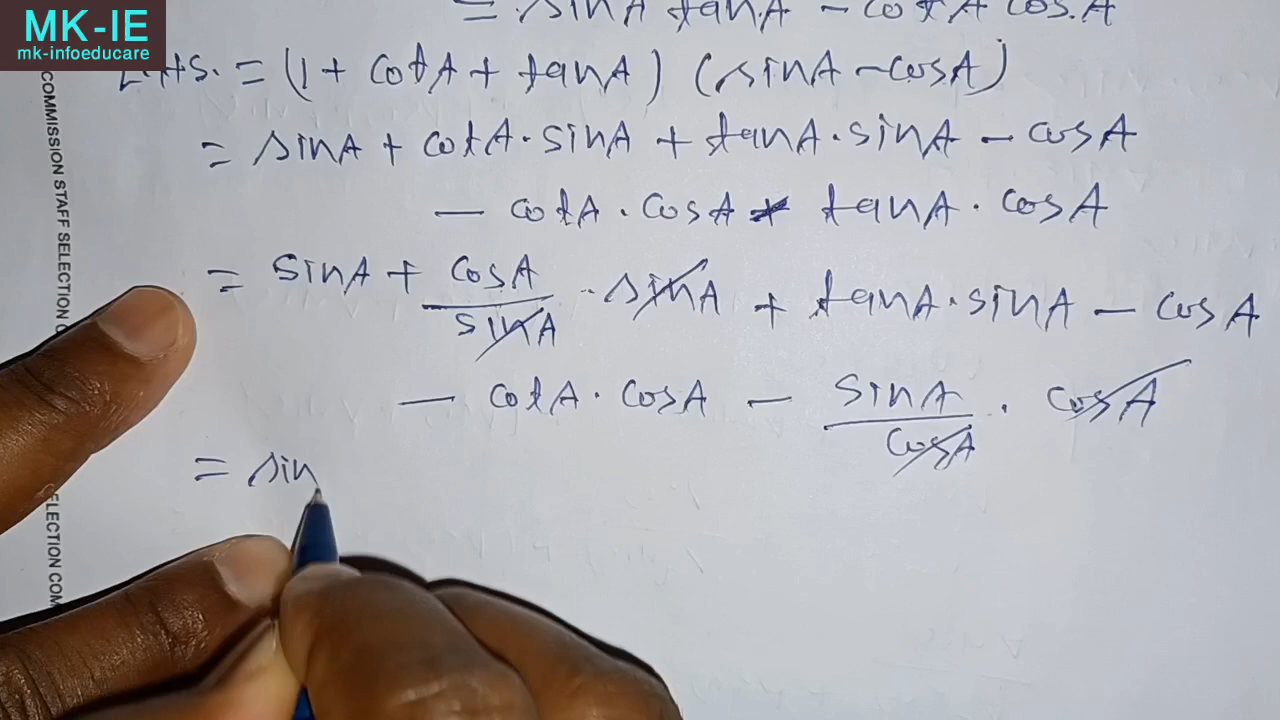 = sinA tanA - cotA cos.A
MK-IE
mk-infoeducare
L.H.S. = (1 + cotA + tanA) (sinA - cosA)
= sinA + cotA · sinA + tanA · sinA - cosA
- cotA · cosA * tanA · cosA
= sinA + cosA/sinA · sinA + tanA · sinA - cosA
- cotA · cosA - sinA/cosA · cosA
= sin
COMMISSION STAFF SELECTION
ELECTION COM